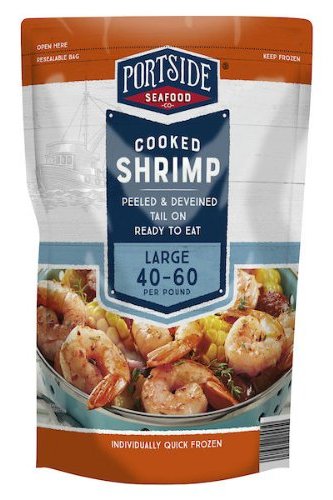 OPEN HERE
RESEALABLE BAG
KEEP FROZEN
PORTSIDE ®
SEAFOOD
CO
COOKED
SHRIMP
PEELED & DEVEINED
TAIL ON
READY TO EAT
LARGE
40-60
PER POUND
INDIVIDUALLY QUICK FROZEN